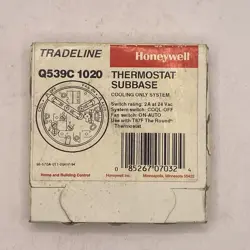 TRADELINE
Honeywell
Q539C 1020
THERMOSTAT
SUBBASE
COOLING ONLY SYSTEM
Switch rating: 2A at 24 Vac
System switch: COOL-OFF
Fan switch: ON-AUTO
Use with T87F The Round®
Thermostat
0 85267 07032
Home and Building Control
Honeywell Inc.
Minneapolis, Minnesota